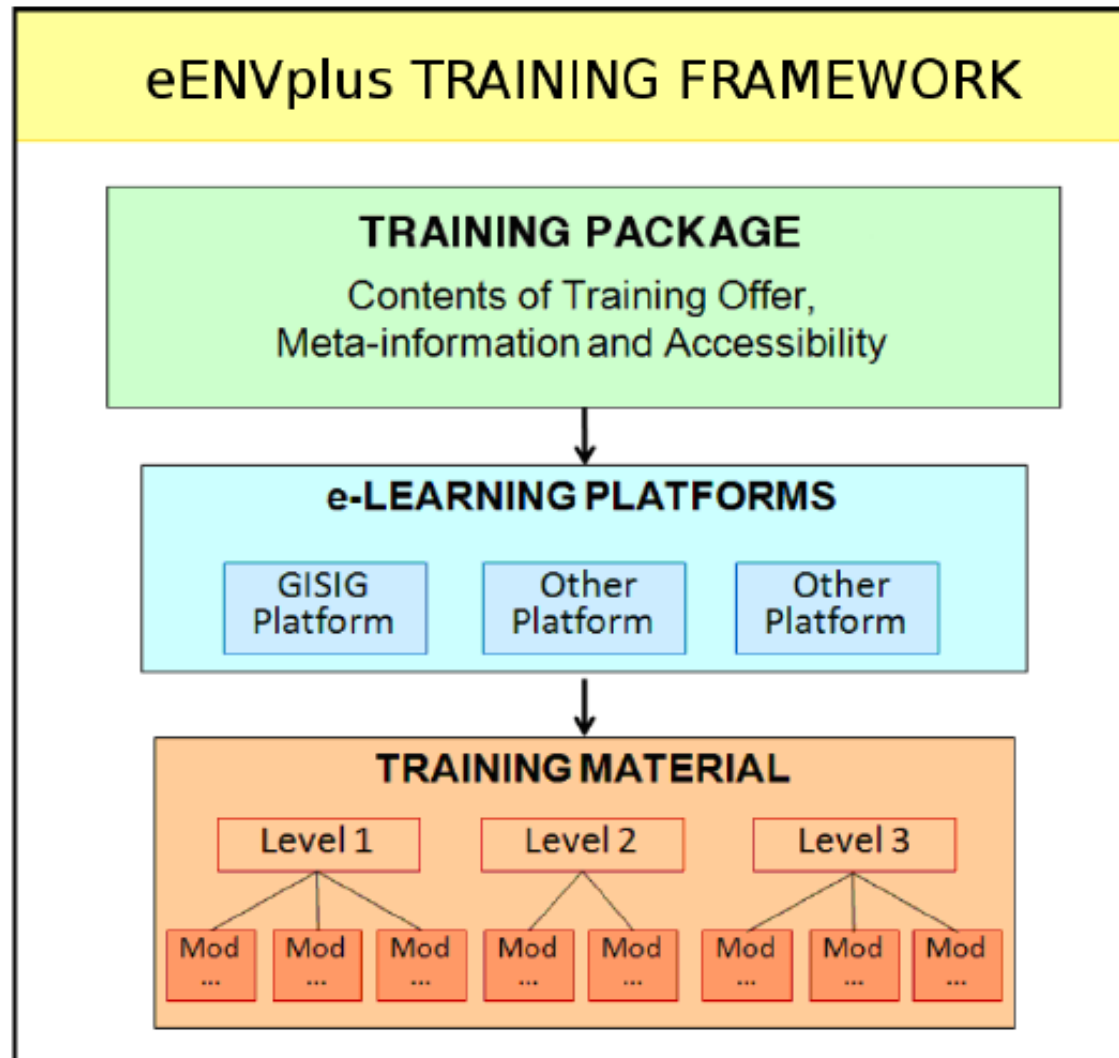 eENVplus TRAINING FRAMEWORK
TRAINING PACKAGE
Contents of Training Offer,
Meta-information and Accessibility
e-LEARNING PLATFORMS
GISIG
Platform
Other
Platform
Other
Platform
TRAINING MATERIAL
Level 1
Level 2
Level 3
Mod
...
Mod
...
Mod
...
Mod
...
Mod
...
Mod
...
Mod
...
Mod
...